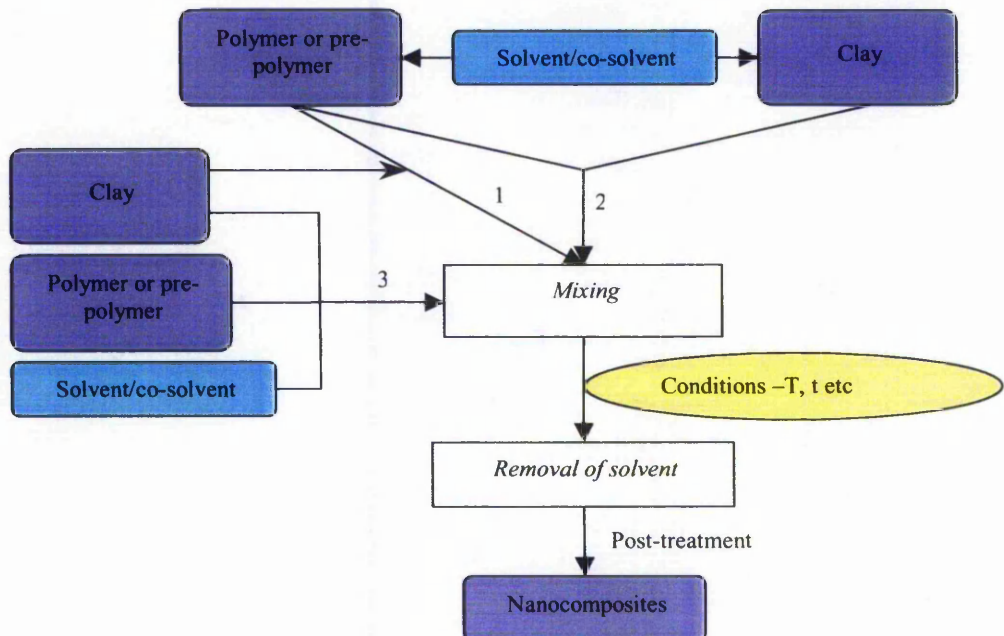 Polymer or pre-
polymer
Solvent/co-solvent
Clay
Clay
1
2
Polymer or pre-
polymer
3
Mixing
Solvent/co-solvent
Conditions –T, t etc
Removal of solvent
Post-treatment
Nanocomposites